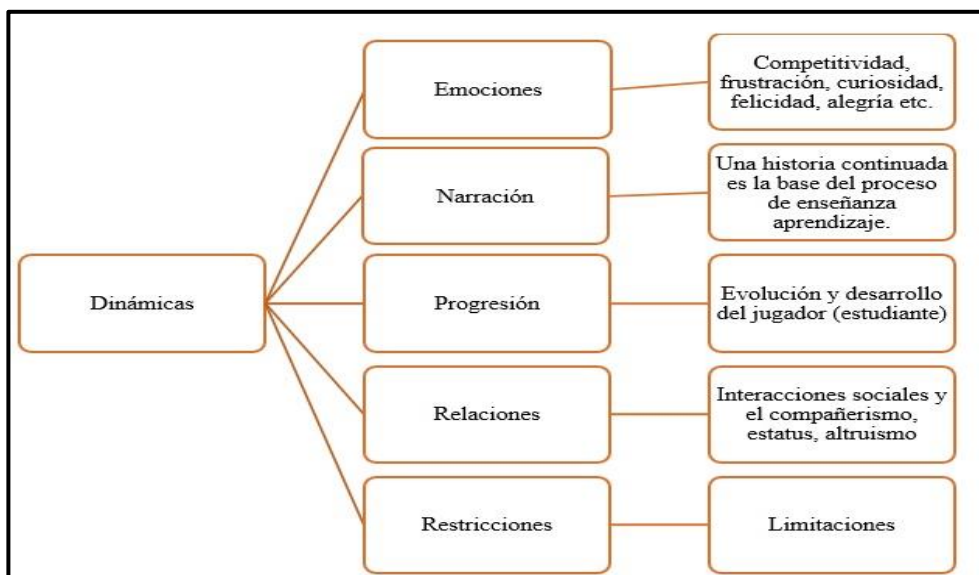 Dinámicas
Emociones
Competitividad,
frustración, curiosidad,
felicidad, alegría etc.
Narración
Una historia continuada
es la base del proceso
de enseñanza
aprendizaje.
Progresión
Evolución y desarrollo
del jugador (estudiante)
Relaciones
Interacciones sociales y
el compañerismo,
estatus, altruismo
Restricciones
Limitaciones